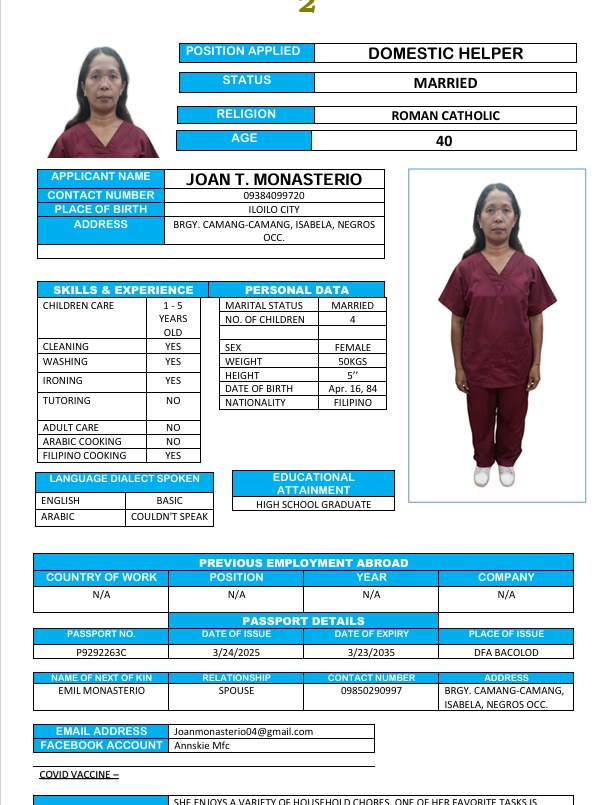 2
POSITION APPLIED DOMESTIC HELPER
STATUS MARRIED
RELIGION ROMAN CATHOLIC
AGE 40
APPLICANT NAME JOAN T. MONASTERIO
CONTACT NUMBER 09384099720
PLACE OF BIRTH ILOILO CITY
ADDRESS BRGY. CAMANG-CAMANG, ISABELA, NEGROS
OCC.
SKILLS & EXPERIENCE
CHILDREN CARE 1 - 5
YEARS
OLD
CLEANING YES
WASHING YES
IRONING YES
TUTORING NO
ADULT CARE NO
ARABIC COOKING NO
FILIPINO COOKING YES
PERSONAL DATA
MARITAL STATUS MARRIED
NO. OF CHILDREN 4
SEX FEMALE
WEIGHT 50KGS
HEIGHT 5’’
DATE OF BIRTH Apr. 16, 84
NATIONALITY FILIPINO
LANGUAGE DIALECT SPOKEN
ENGLISH BASIC
ARABIC COULDN'T SPEAK
EDUCATIONAL
ATTAINMENT
HIGH SCHOOL GRADUATE
PREVIOUS EMPLOYMENT ABROAD
COUNTRY OF WORK POSITION YEAR COMPANY
N/A N/A N/A N/A
PASSPORT DETAILS
PASSPORT NO. DATE OF ISSUE DATE OF EXPIRY PLACE OF ISSUE
P9292263C 3/24/2025 3/23/2035 DFA BACOLOD
NAME OF NEXT OF KIN RELATIONSHIP CONTACT NUMBER ADDRESS
EMIL MONASTERIO SPOUSE 09850290997 BRGY. CAMANG-CAMANG,
ISABELA, NEGROS OCC.
EMAIL ADDRESS Joanmonasterio04@gmail.com
FACEBOOK ACCOUNT Annskie Mfc
COVID VACCINE –
SHE ENJOYS A VARIETY OF HOUSEHOLD CHORES. ONE OF HER FAVORITE TASKS IS